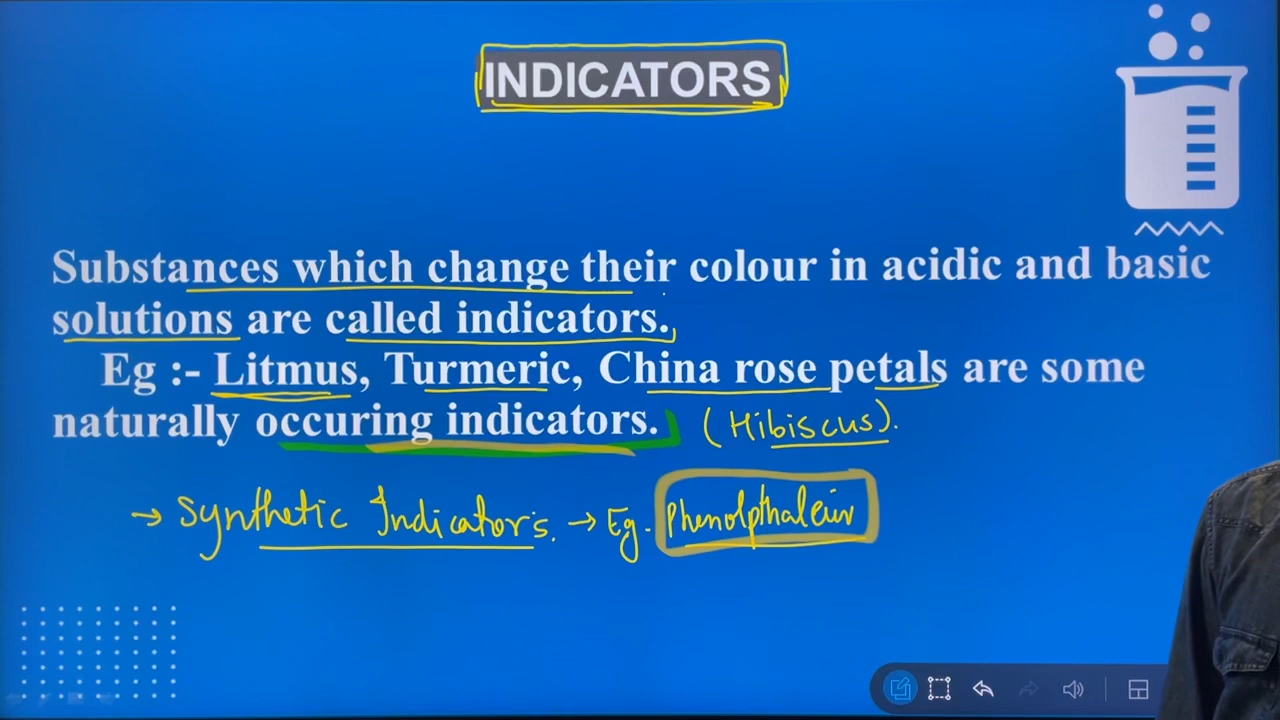 INDICATORS
Substances which change their colour in acidic and basic
solutions are called indicators.
Eg :- Litmus, Turmeric, China rose petals are some
naturally occuring indicators. (Hibiscus).
→ Synthetic Indicators. → Eg. Phenolpthalein